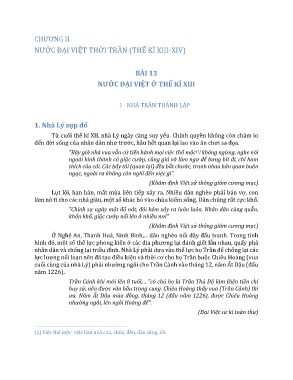 CHƯƠNG II
NƯỚC ĐẠI VIỆT THỜI TRẦN (THẾ KỈ XIII-XIV)
BÀI 13
NƯỚC ĐẠI VIỆT Ở THẾ KỈ XIII
I - NHÀ TRẦN THÀNH LẬP
1. Nhà Lý sụp đổ
Từ cuối thế kỉ XII, nhà Lý ngày càng suy yếu. Chính quyền không còn chăm lo
đến đời sống của nhân dân như trước, hầu hết quan lại lao vào ăn chơi sa đọa.
"Bây giờ nhà vua vẫn cứ tiến hành mọi việc thổ mộc⁽¹⁾ không ngừng, nghe nói
ngoài kinh thành có giặc cướp, cũng giả vờ làm ngơ để bưng bít đi, chỉ ham
thích của cải. Các bầy tôi [quan lại] đều bắt chước, tranh nhau bán quan buôn
ngục, ngoài ra không còn nghĩ đến việc gì".
(Khâm định Việt sử thông giám cương mục)
Lụt lội, hạn hán, mất mùa liên tiếp xảy ra. Nhiều dân nghèo phải bán vợ, con
làm nô tì cho các nhà giàu, một số khác bỏ vào chùa kiếm sống. Dân chúng rất cực khổ.
"Chính sự ngày một đổ nát, đói kém xảy ra luôn luôn. Nhân dân cùng quẫn,
khốn khổ, giặc cướp nổi lên ở nhiều nơi"
(Khâm định Việt sử thông giám cương mục)
Ở Nghệ An, Thanh Hoá, Ninh Bình,... dân nghèo nổi dậy đấu tranh. Trong tình
hình đó, một số thế lực phong kiến ở các địa phương lại đánh giết lẫn nhau, quấy phá
nhân dân và chống lại triều đình. Nhà Lý phải dựa vào thế lực họ Trần để chống lại các
lực lượng nổi loạn nên đã tạo điều kiện và thời cơ cho họ Trần buộc Chiêu Hoàng (vua
cuối cùng của nhà Lý) phải nhường ngôi cho Trần Cảnh vào tháng 12, năm Ất Dậu (đầu
năm 1226).
Trần Cảnh khi mới lên 8 tuổi,... "có chú họ là Trần Thủ Độ làm Điện tiền chỉ
huy sứ, nên được vào hầu trong cung. Chiêu Hoàng thấy vua (Trần Cảnh) thì
ưa. Năm Ất Dậu mùa đông, tháng 12 (đầu năm 1226), được Chiêu Hoàng
nhường ngôi, lên ngôi Hoàng đế".
(Đại Việt sử kí toàn thư)
(1) Việc thổ mộc: việc làm nhà cửa, chùa, đền, đào sông, hồ.